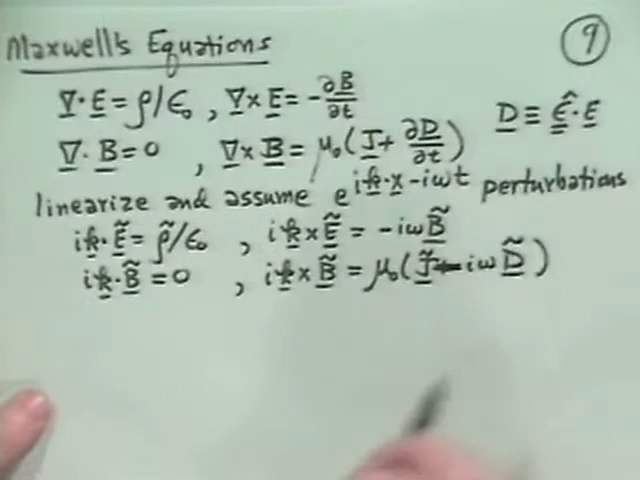 Maxwell's Equations
9
∇·E = ρ/ε₀ , ∇×E = -∂B/∂t
D ≡ ε̂·E
∇·B = 0 , ∇×B = μ₀(J + ∂D/∂t)
linearize and assume e^{ik·x-iωt} perturbations
ik·Ẽ = ρ̃/ε₀ , ik×Ẽ = -iωB̃
ik·B̃ = 0 , ik×B̃ = μ₀(J̃ - iωD̃)